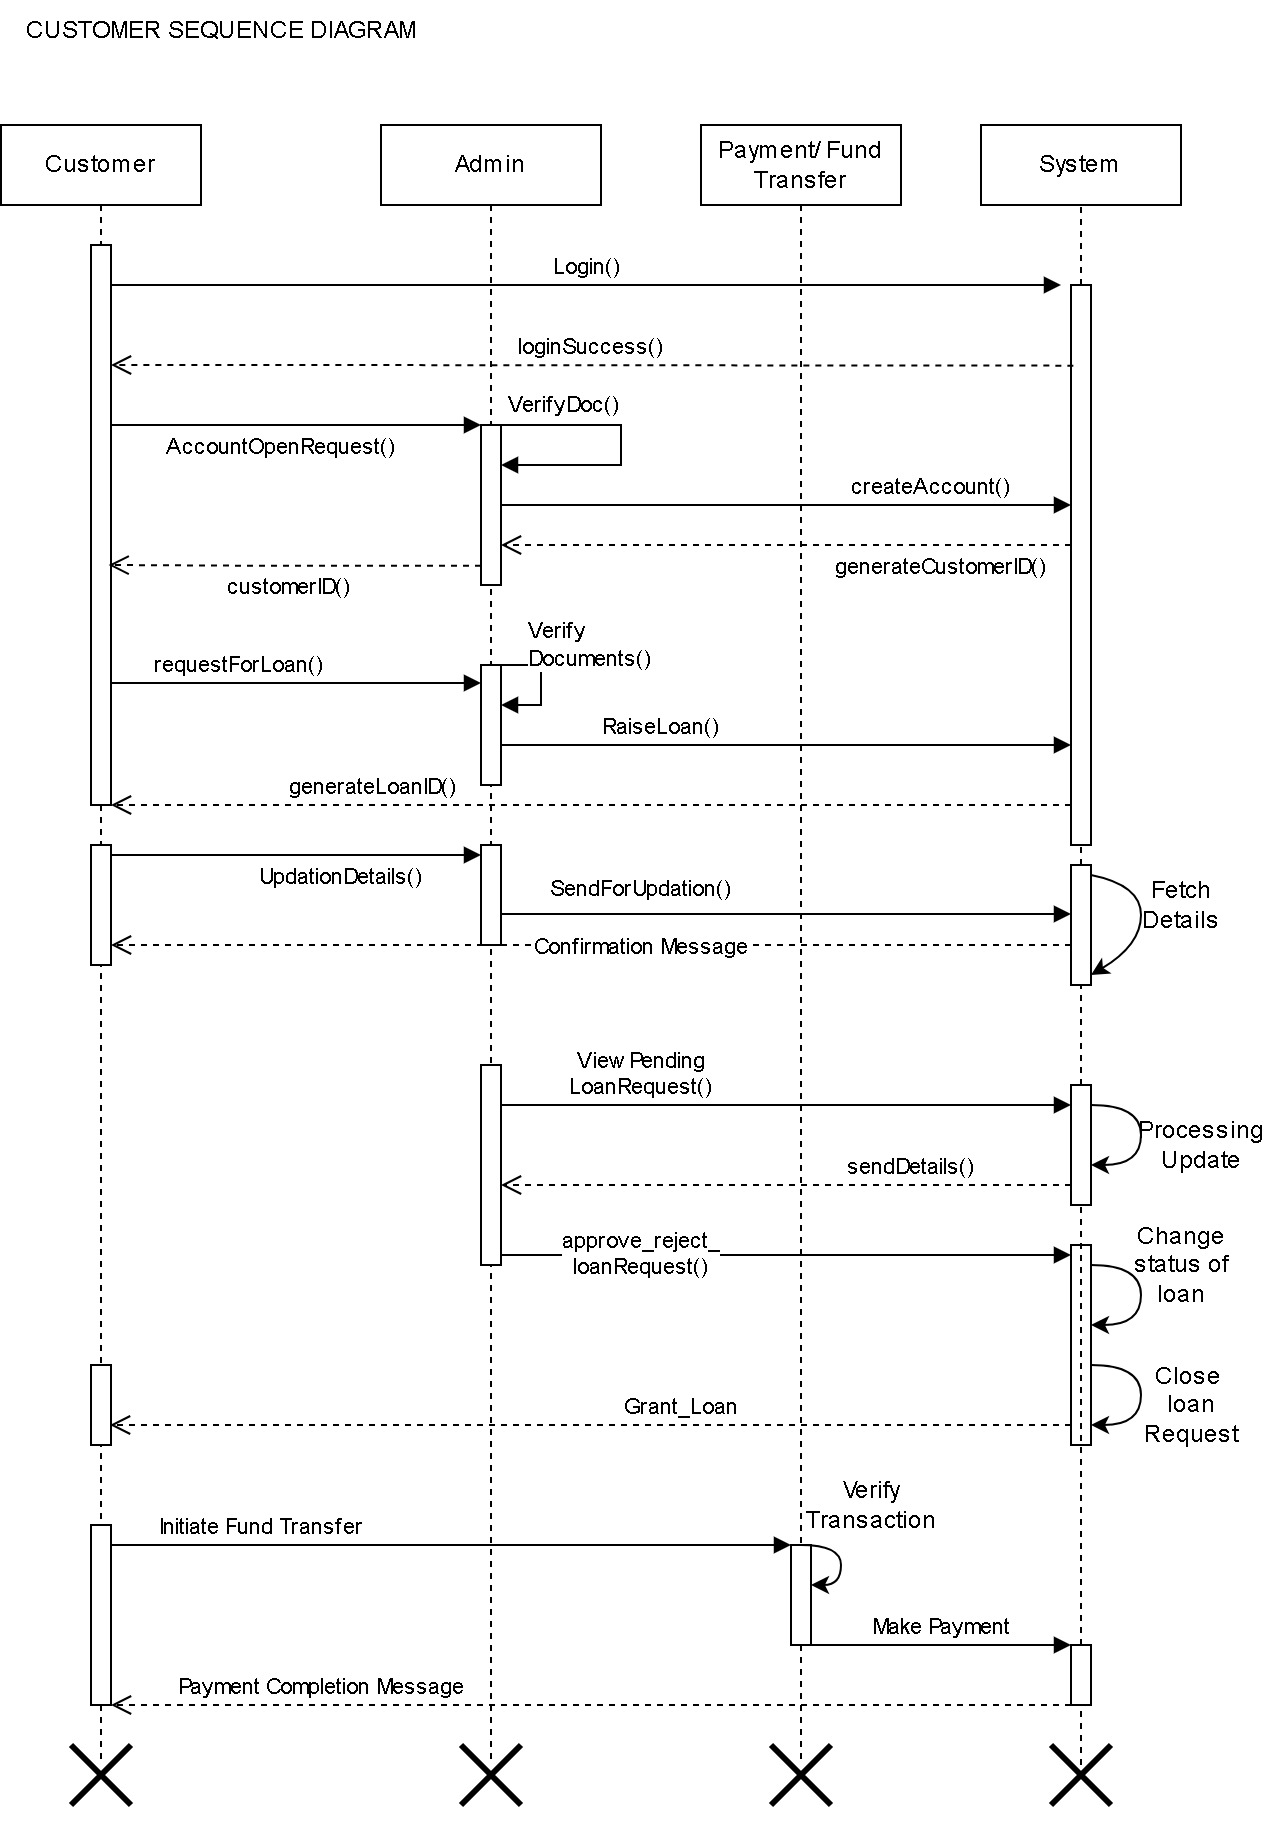 CUSTOMER SEQUENCE DIAGRAM
Customer
Admin
Payment/ Fund
Transfer
System
Login()
loginSuccess()
VerifyDoc()
AccountOpenRequest()
createAccount()
generateCustomerID()
customerID()
Verify
Documents()
requestForLoan()
RaiseLoan()
generateLoanID()
UpdationDetails()
SendForUpdation()
Fetch
Details
Confirmation Message
View Pending
LoanRequest()
Processing
Update
sendDetails()
approve_reject_
loanRequest()
Change
status of
loan
Close
loan
Request
Grant_Loan
Verify
Transaction
Initiate Fund Transfer
Make Payment
Payment Completion Message